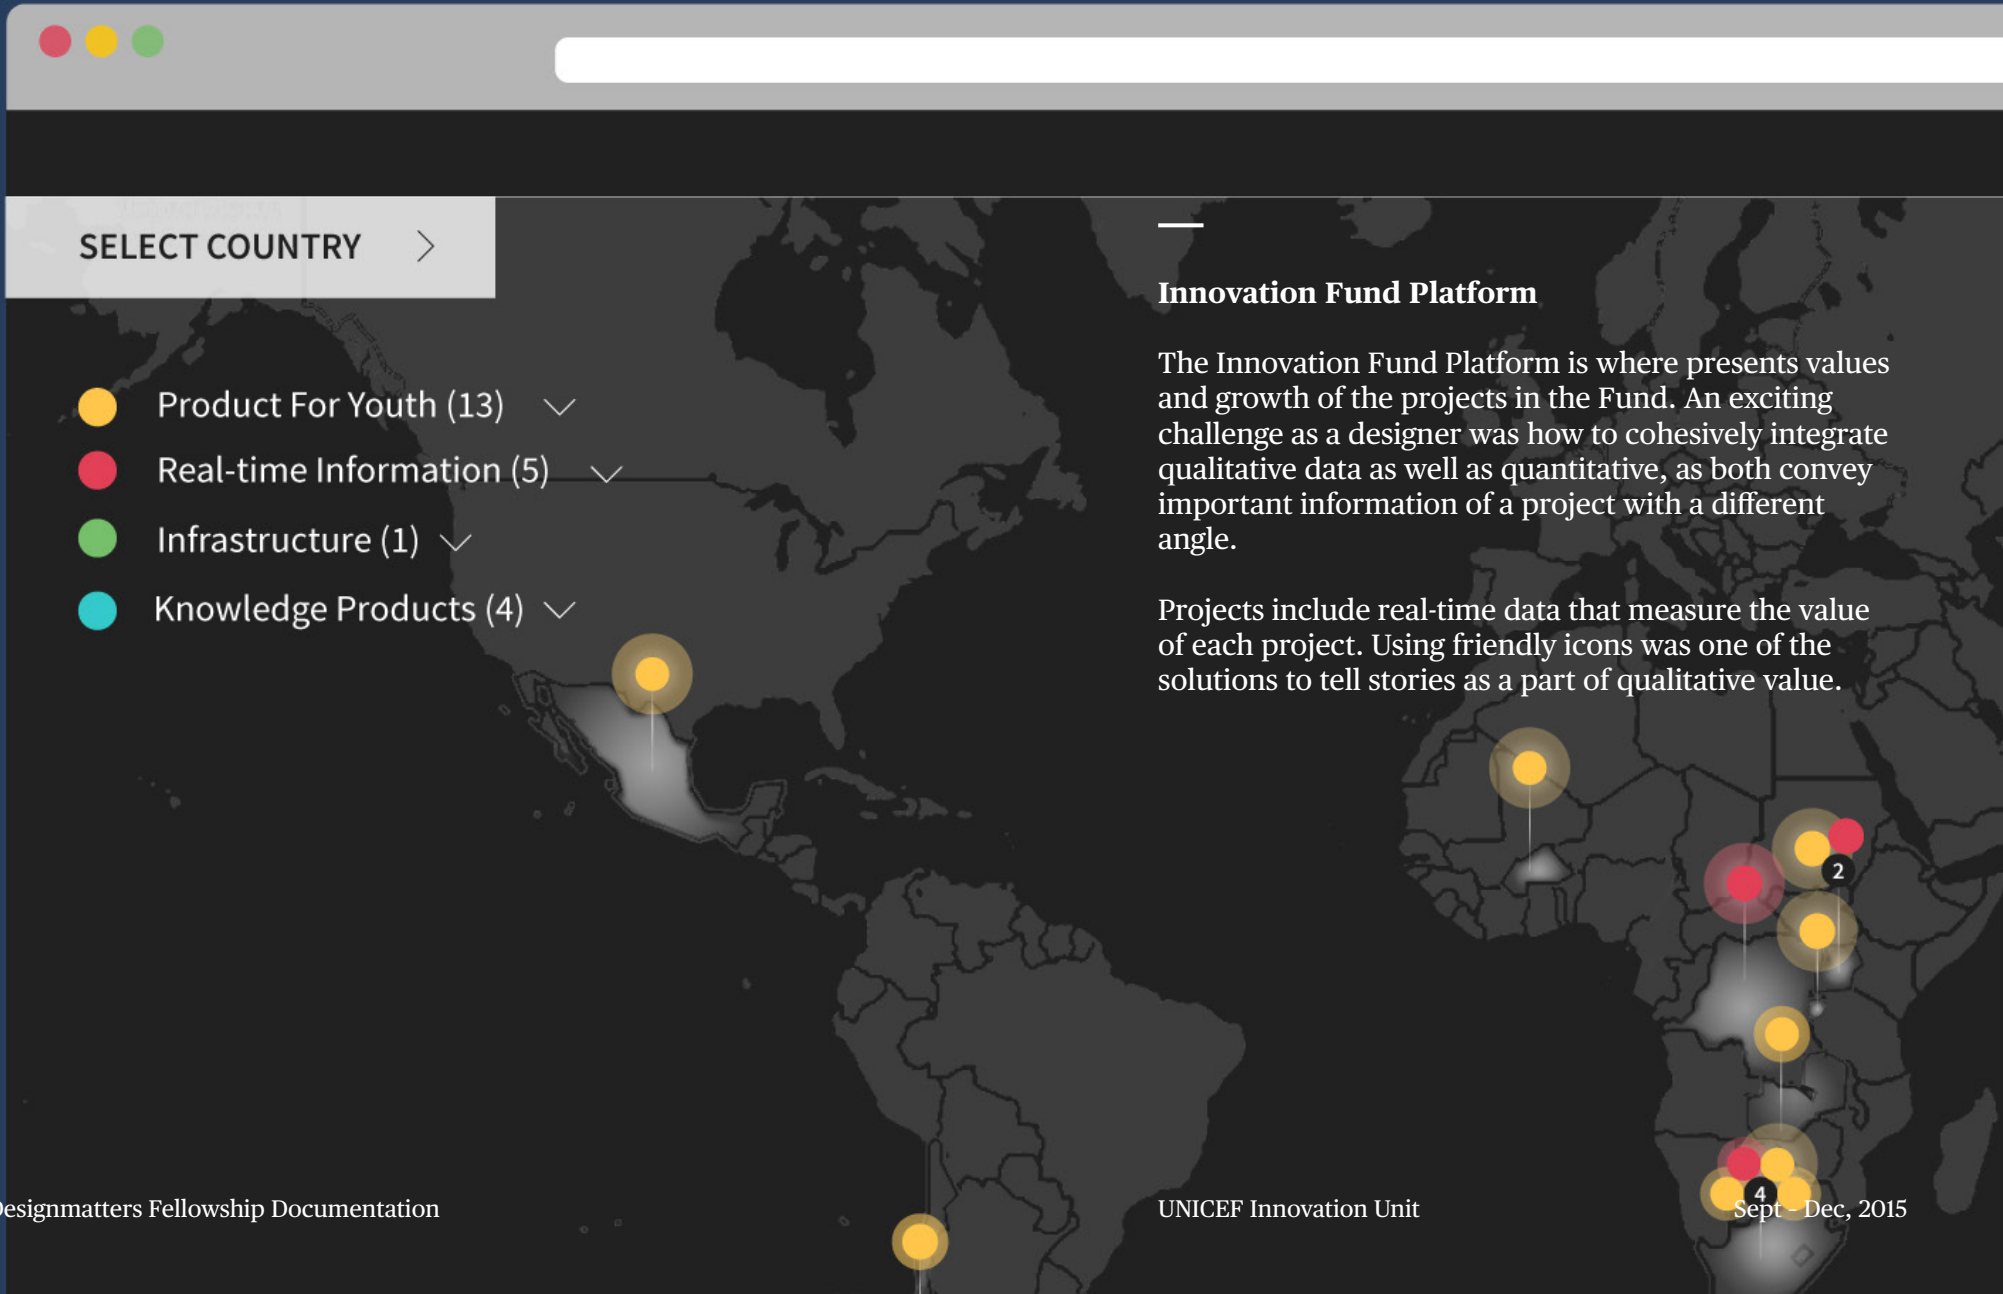 SELECT COUNTRY
Product For Youth (13)
Real-time Information (5)
Infrastructure (1)
Knowledge Products (4)
Innovation Fund Platform
The Innovation Fund Platform is where presents values
and growth of the projects in the Fund. An exciting
challenge as a designer was how to cohesively integrate
qualitative data as well as quantitative, as both convey
important information of a project with a different
angle.
Projects include real-time data that measure the value
of each project. Using friendly icons was one of the
solutions to tell stories as a part of qualitative value.
2
4
esignmatters Fellowship Documentation
UNICEF Innovation Unit
Sept - Dec, 2015